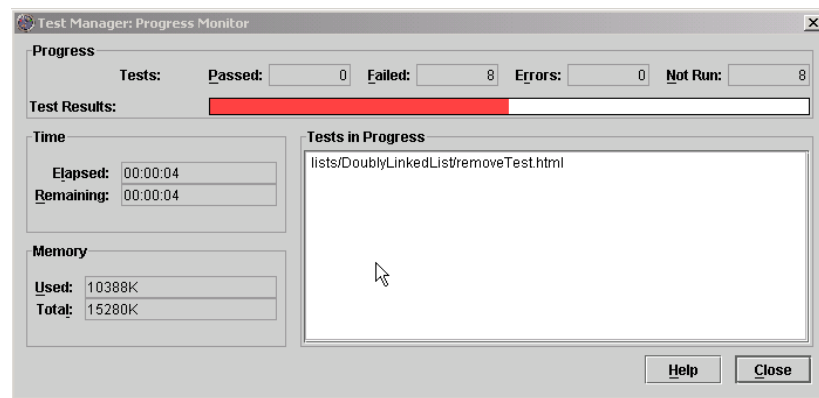 Test Manager: Progress Monitor
Progress
Tests: Passed: 0 Failed: 8 Errors: 0 Not Run: 8
Test Results:
Time
Elapsed: 00:00:04
Remaining: 00:00:04
Memory
Used: 10388K
Total: 15280K
Tests in Progress
lists/DoublyLinkedList/removeTest.html
Help Close